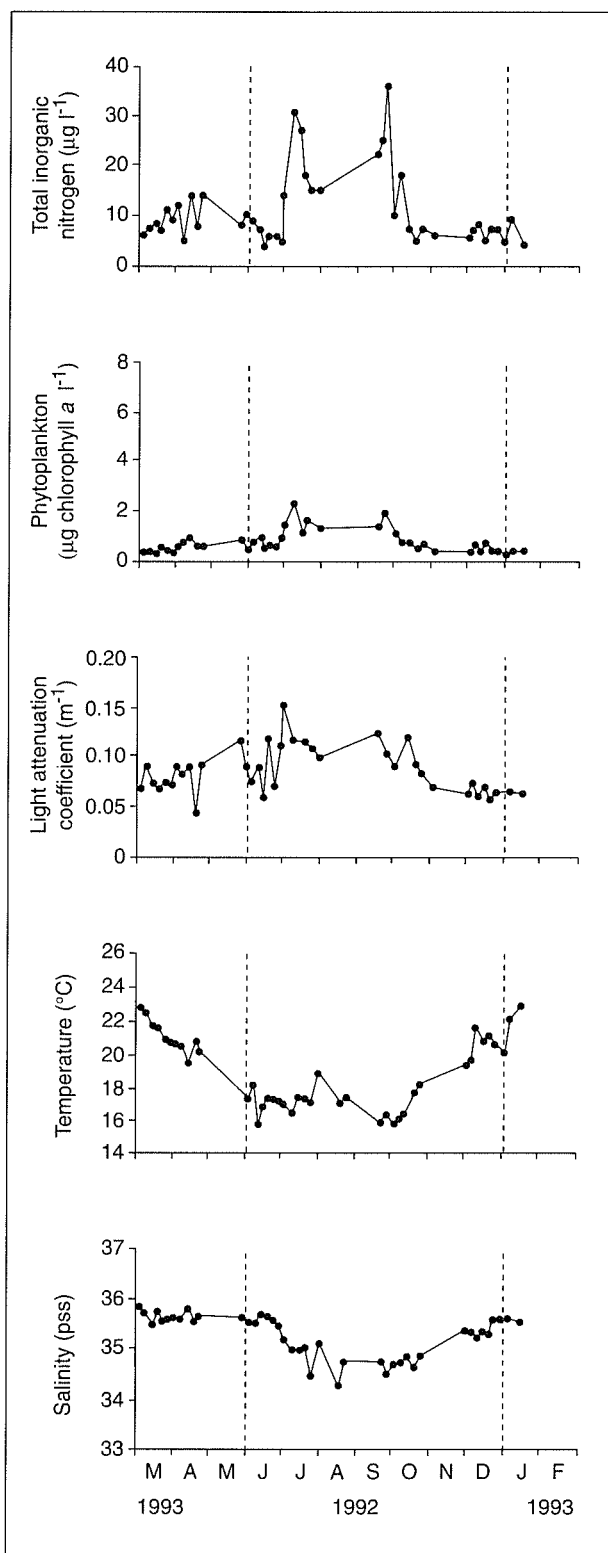 Total inorganic
nitrogen (µg l⁻¹)
40
30
20
10
0
Phytoplankton
(µg chlorophyll a l⁻¹)
8
6
4
2
0
Light attenuation
coefficient (m⁻¹)
0.20
0.15
0.10
0.05
0
Temperature (°C)
26
24
22
20
18
16
14
Salinity (pss)
37
36
35
34
33
M A M J J A S O N D J F
1993 1992 1993